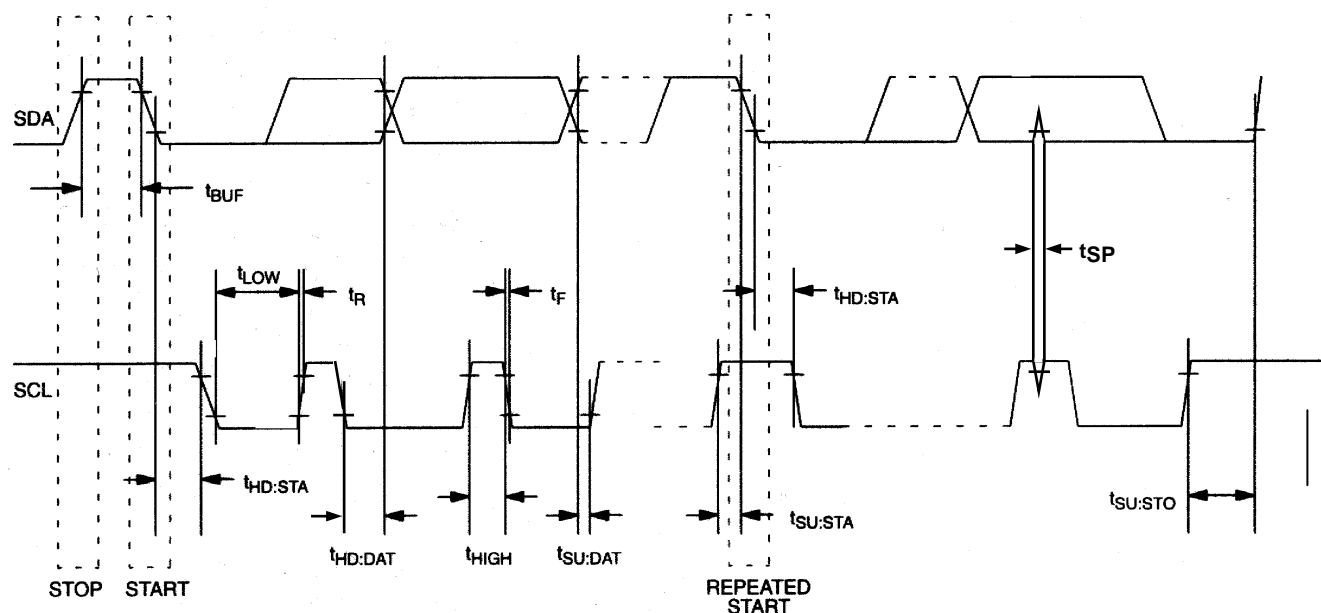 SDA
tBUF
tSP
tLOW
tR
tF
tHD:STA
SCL
tHD:STA
tSU:STA
tSU:STO
tHD:DAT
tHIGH
tSU:DAT
STOP
START
REPEATED
START